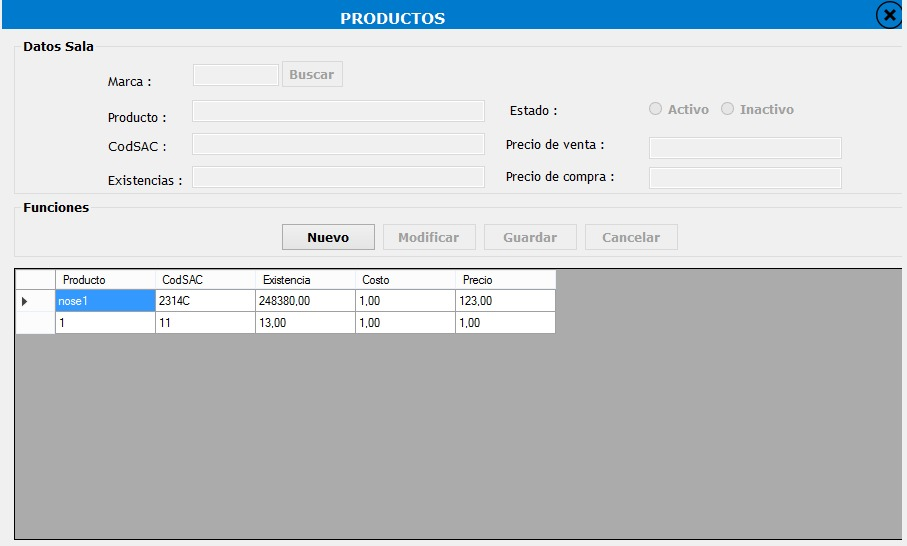 PRODUCTOS
Datos Sala
Marca :
Buscar
Producto :
Estado :
Activo
Inactivo
CodSAC :
Precio de venta :
Existencias :
Precio de compra :
Funciones
Nuevo Modificar Guardar Cancelar
Producto CodSAC Existencia Costo Precio
nose1 2314C 248380,00 1,00 123,00
1 11 13,00 1,00 1,00